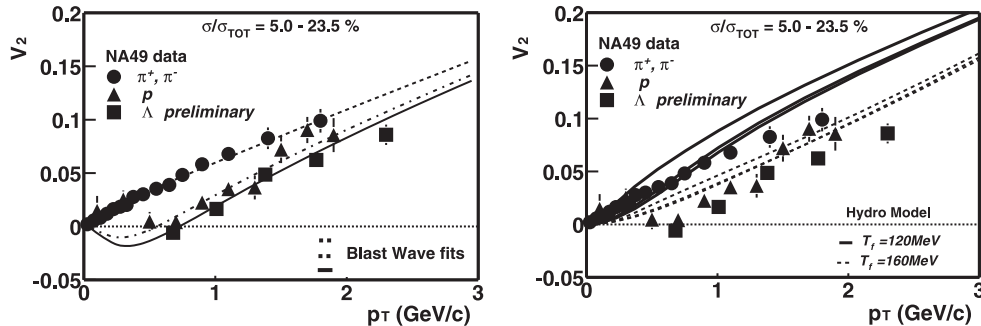 V₂
0.2
0.15
0.1
0.05
0
-0.05
σ/σTOT = 5.0 - 23.5 %
NA49 data
π⁺, π⁻
p
Λ preliminary
Blast Wave fits
0
1
2
3
pT (GeV/c)
V₂
0.2
0.15
0.1
0.05
0
-0.05
σ/σTOT = 5.0 - 23.5 %
NA49 data
π⁺, π⁻
p
Λ preliminary
Hydro Model
Tf =120MeV
Tf =160MeV
0
1
2
3
pT (GeV/c)